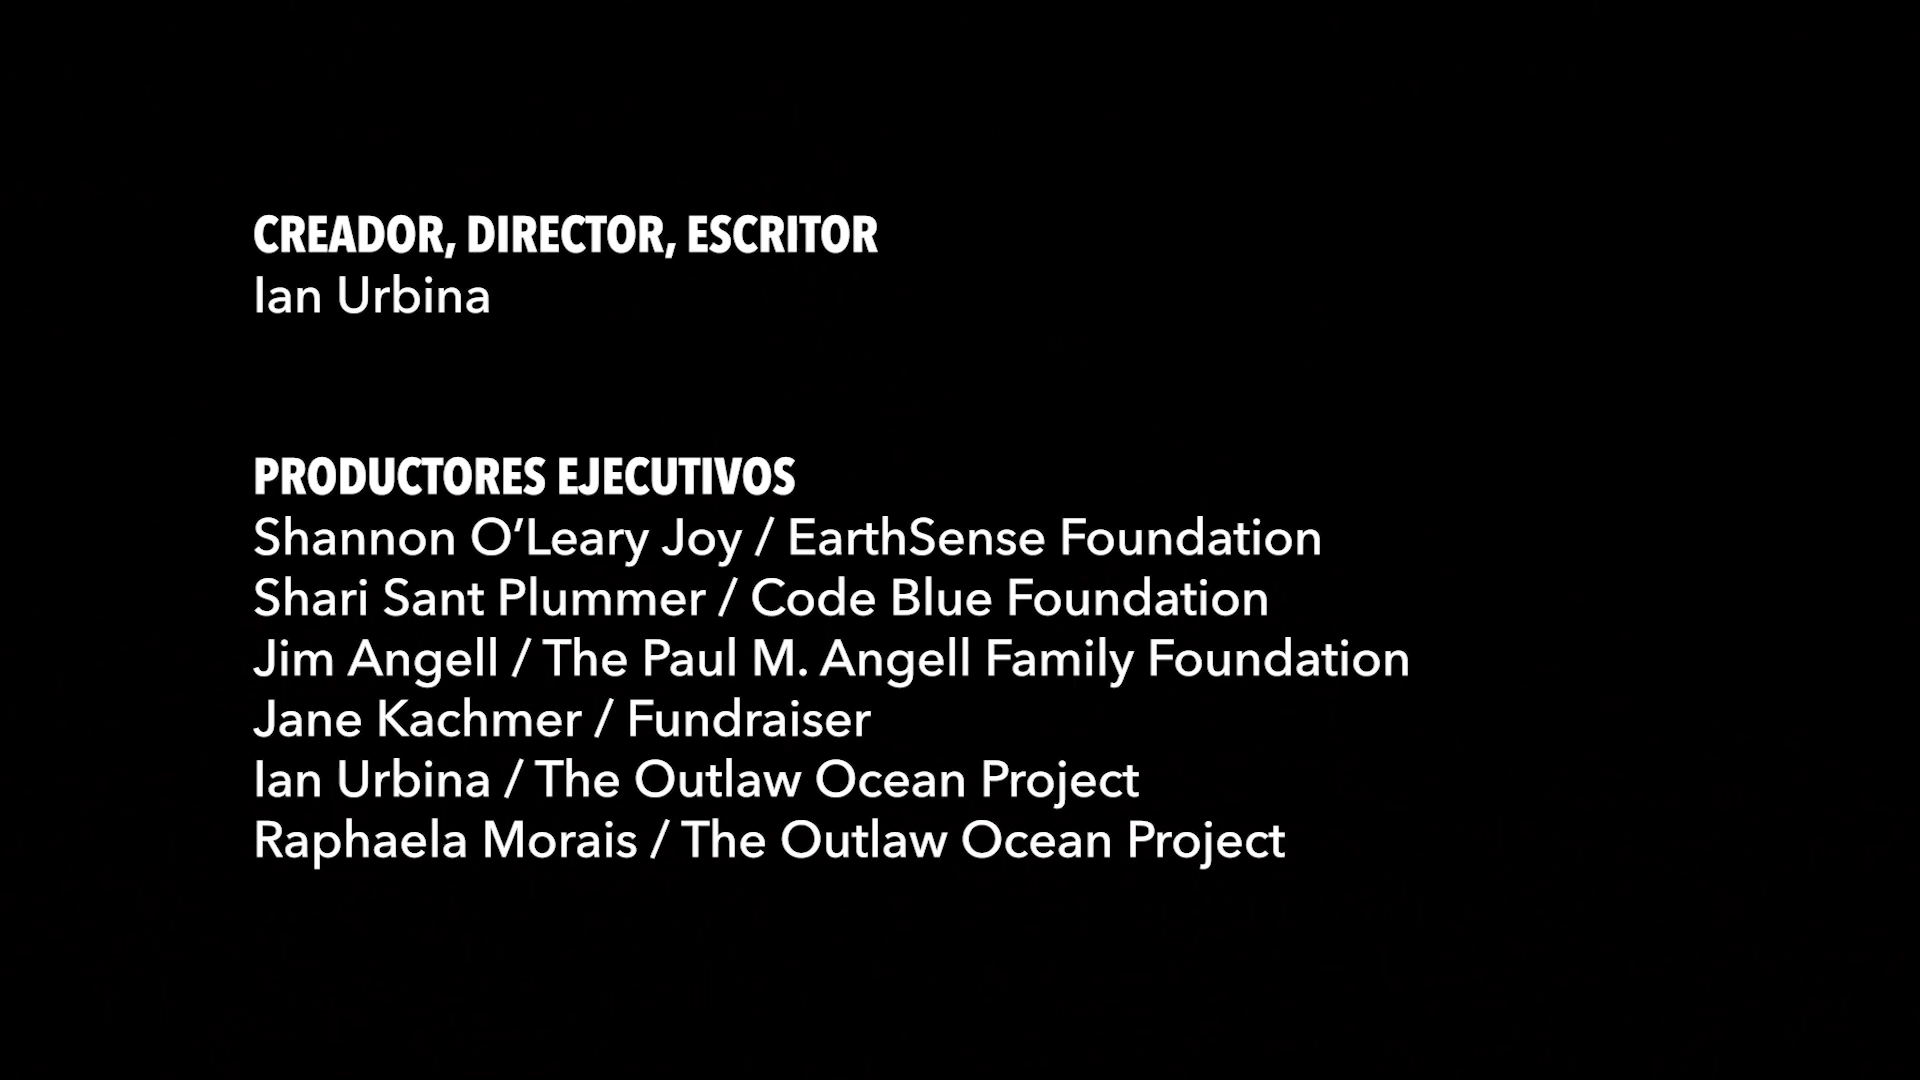 CREADOR, DIRECTOR, ESCRITOR
Ian Urbina
PRODUCTORES EJECUTIVOS
Shannon O’Leary Joy / EarthSense Foundation
Shari Sant Plummer / Code Blue Foundation
Jim Angell / The Paul M. Angell Family Foundation
Jane Kachmer / Fundraiser
Ian Urbina / The Outlaw Ocean Project
Raphaela Morais / The Outlaw Ocean Project